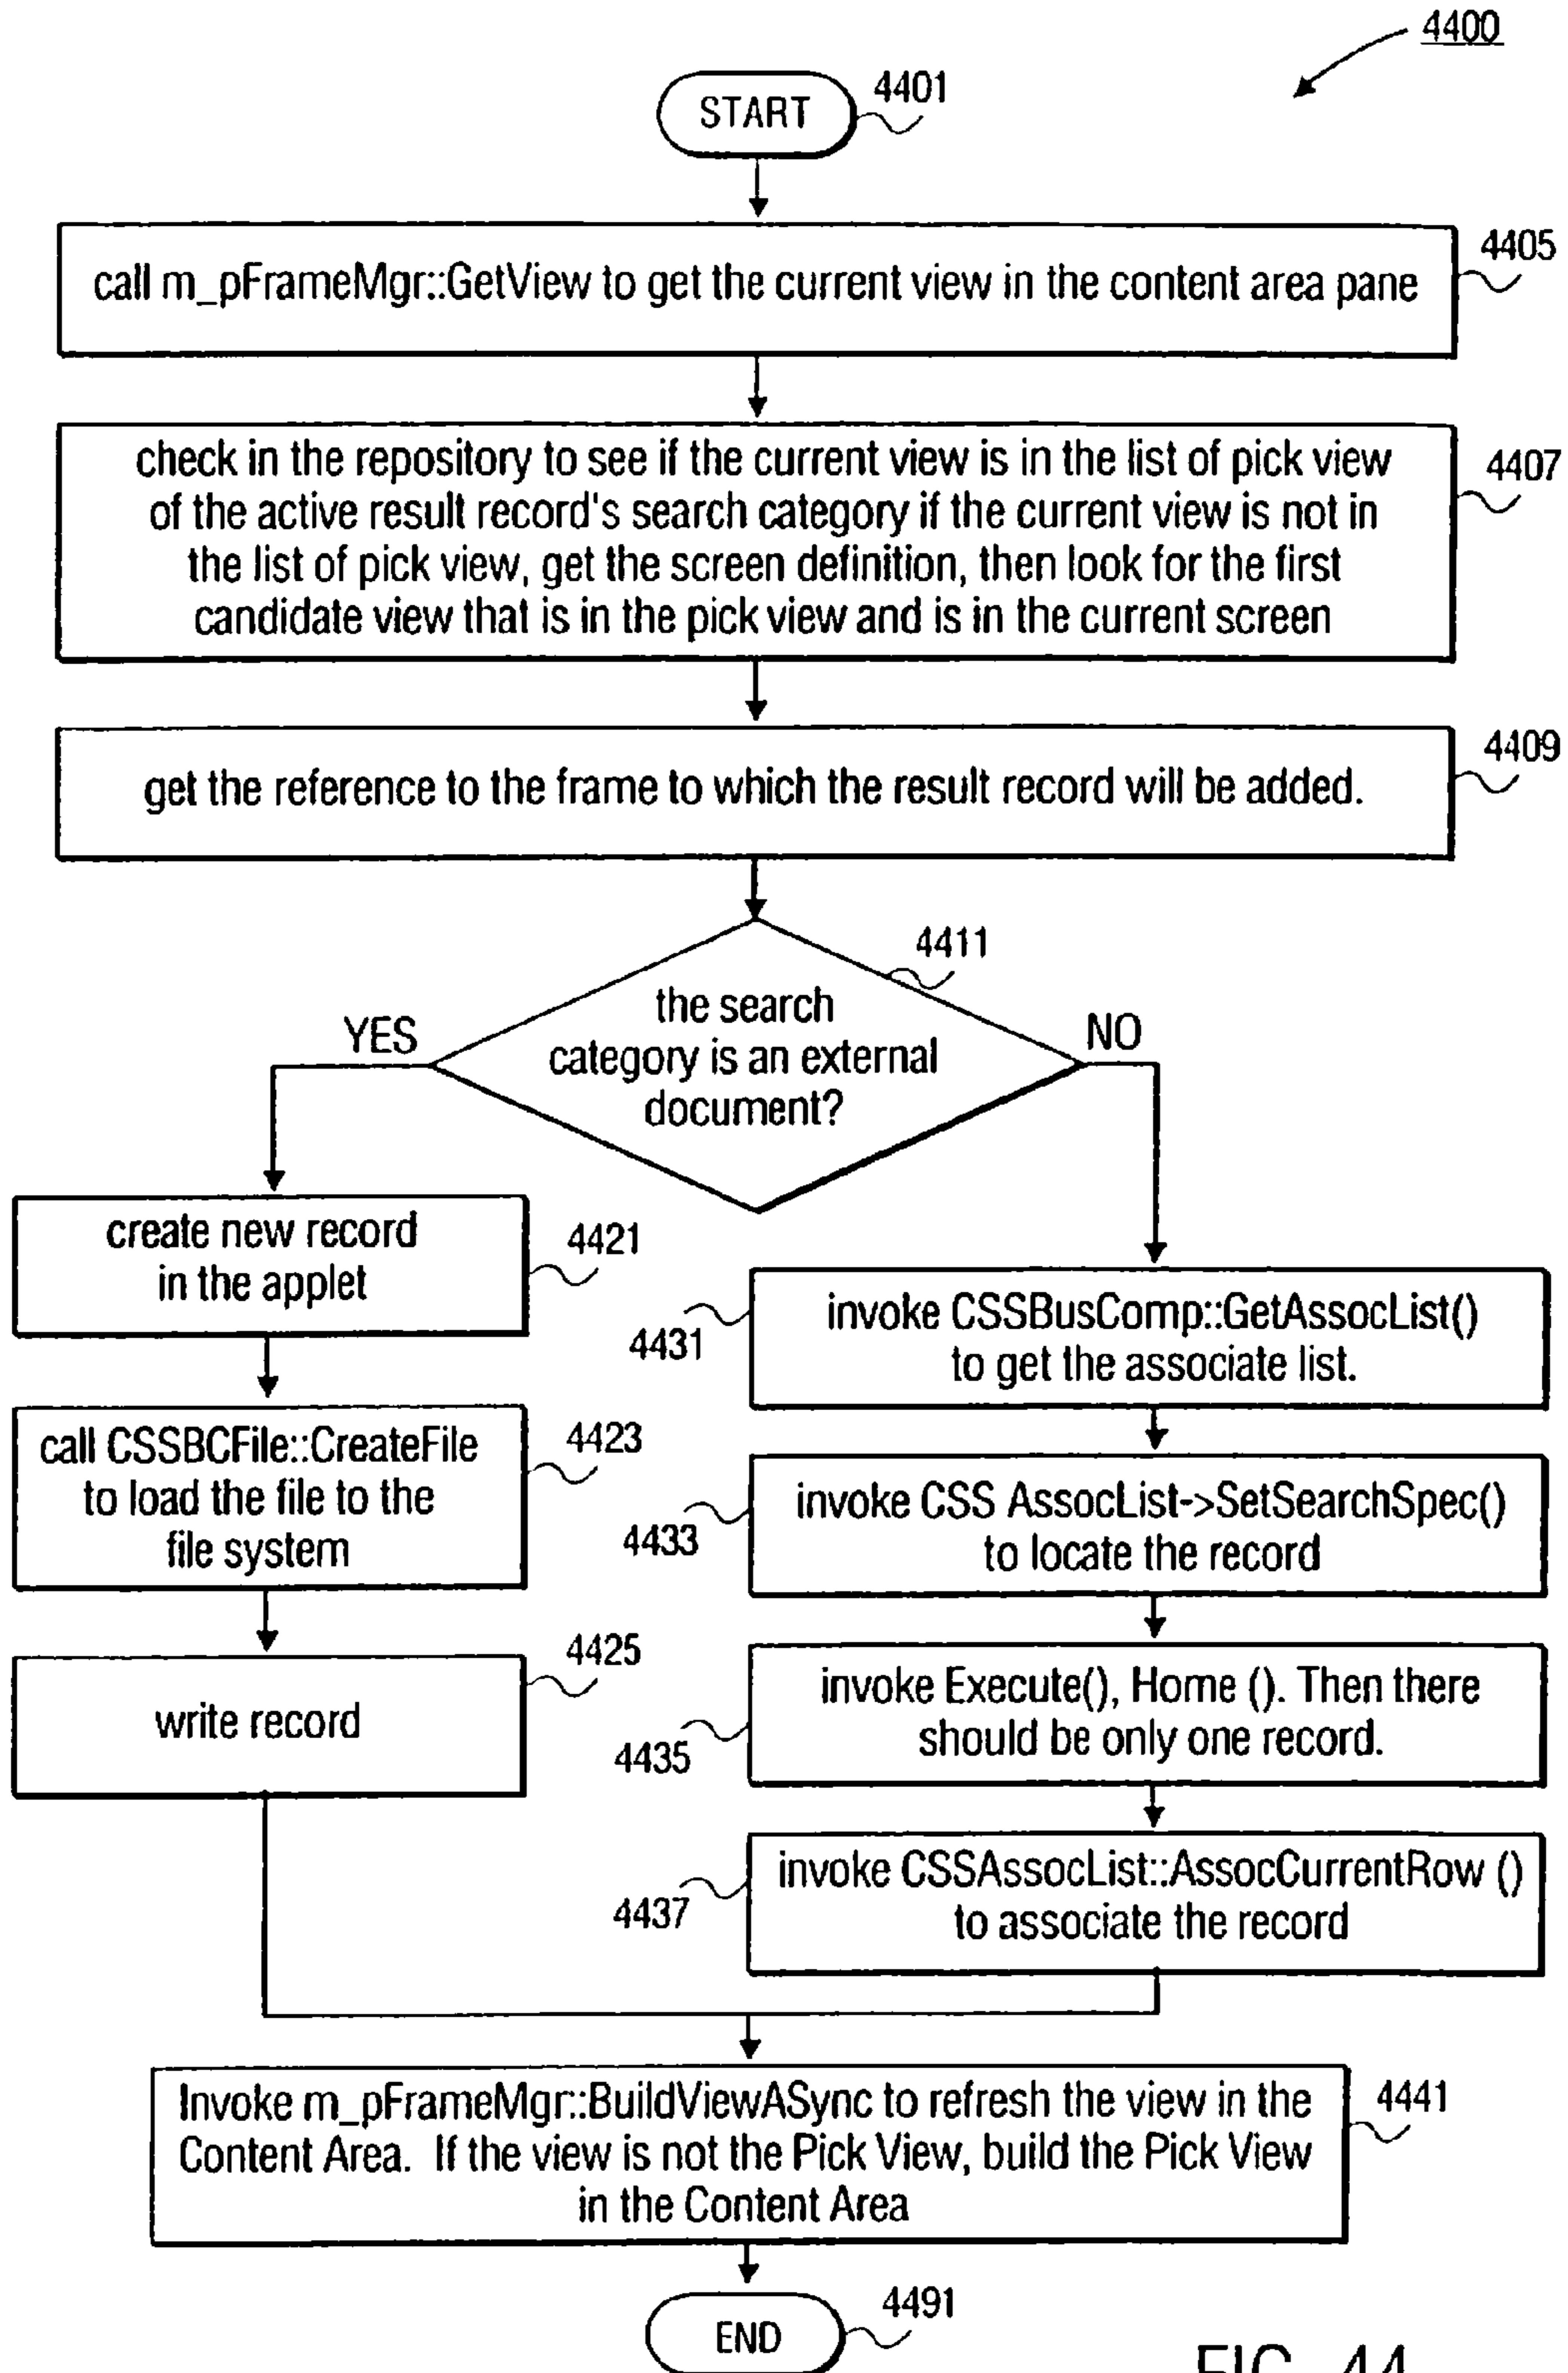 4400
START
4401
call m_pFrameMgr::GetView to get the current view in the content area pane
4405
check in the repository to see if the current view is in the list of pick view
of the active result record's search category if the current view is not in
the list of pick view, get the screen definition, then look for the first
candidate view that is in the pick view and is in the current screen
4407
get the reference to the frame to which the result record will be added.
4409
4411
the search
category is an external
document?
YES
NO
create new record
in the applet
4421
call CSSBCFile::CreateFile
to load the file to the
file system
4423
write record
4425
invoke CSSBusComp::GetAssocList()
to get the associate list.
4431
invoke CSS AssocList->SetSearchSpec()
to locate the record
4433
invoke Execute(), Home (). Then there
should be only one record.
4435
invoke CSSAssocList::AssocCurrentRow ()
to associate the record
4437
Invoke m_pFrameMgr::BuildViewASync to refresh the view in the
Content Area. If the view is not the Pick View, build the Pick View
in the Content Area
4441
END
4491
FIG. 44